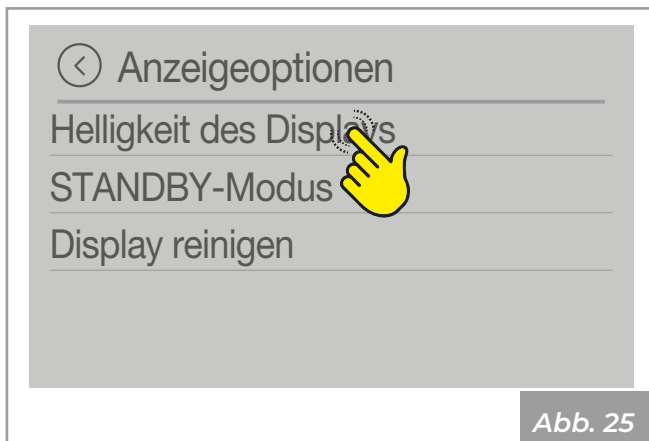 Anzeigeoptionen
Helligkeit des Displays
STANDBY-Modus
Display reinigen
Abb. 25